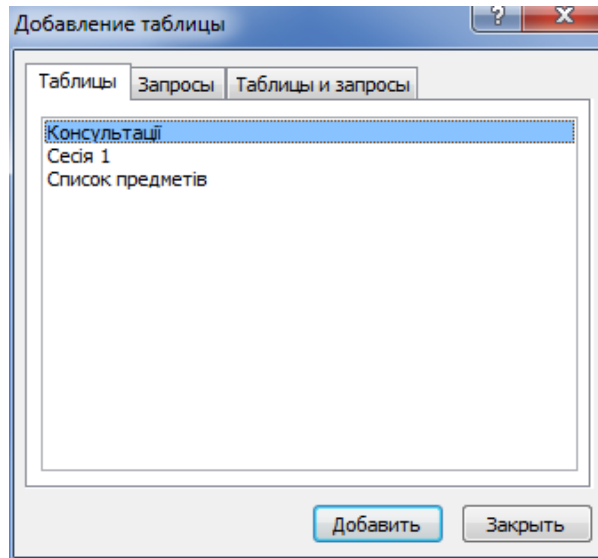 Добавление таблицы
Таблицы Запросы Таблицы и запросы
Консультації
Сесія 1
Список предметів
Добавить Закрыть